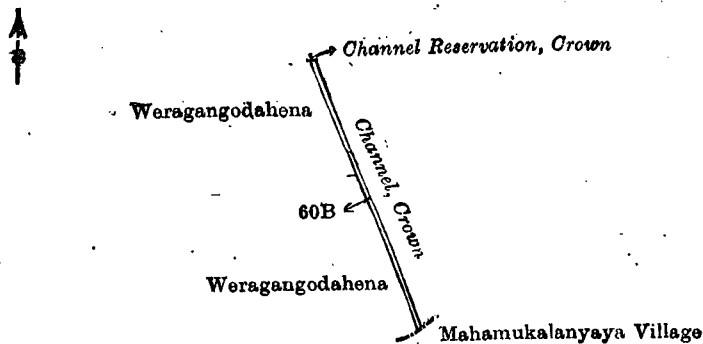 Channel Reservation, Crown
Weragangodahena
Channel, Crown
60B
Weragangodahena
Mahamukalanyaya Village